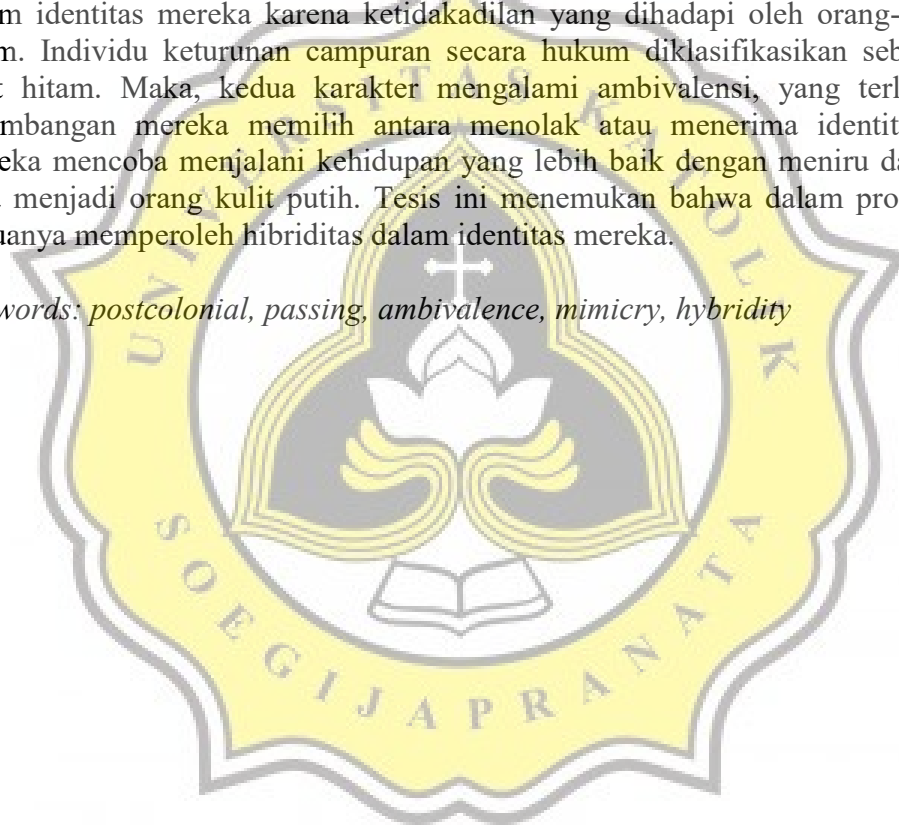 m identitas mereka karena ketidakadilan yang dihadapi oleh orang-
m. Individu keturunan campuran secara hukum diklasifikasikan seb
t hitam. Maka, kedua karakter mengalami ambivalensi, yang terl
mbangan mereka memilih antara menolak atau menerima identit
eka mencoba menjalani kehidupan yang lebih baik dengan meniru da
menjadi orang kulit putih. Tesis ini menemukan bahwa dalam pro
uanya memperoleh hibriditas dalam identitas mereka.
words: postcolonial, passing, ambivalence, mimicry, hybridity
UNIVERSITAS KATOLIK
SOEGIJAPRANATA